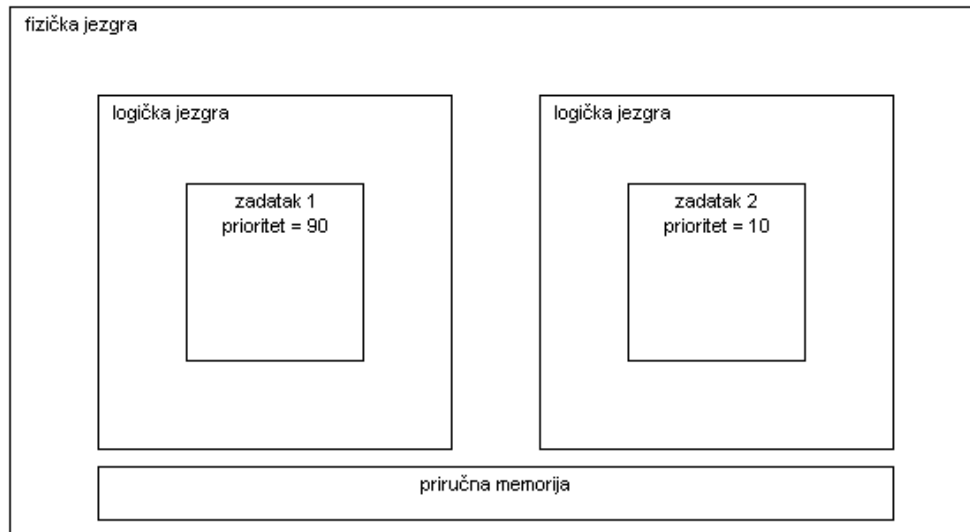 fizička jezgra
logička jezgra
logička jezgra
zadatak 1
prioritet = 90
zadatak 2
prioritet = 10
priručna memorija